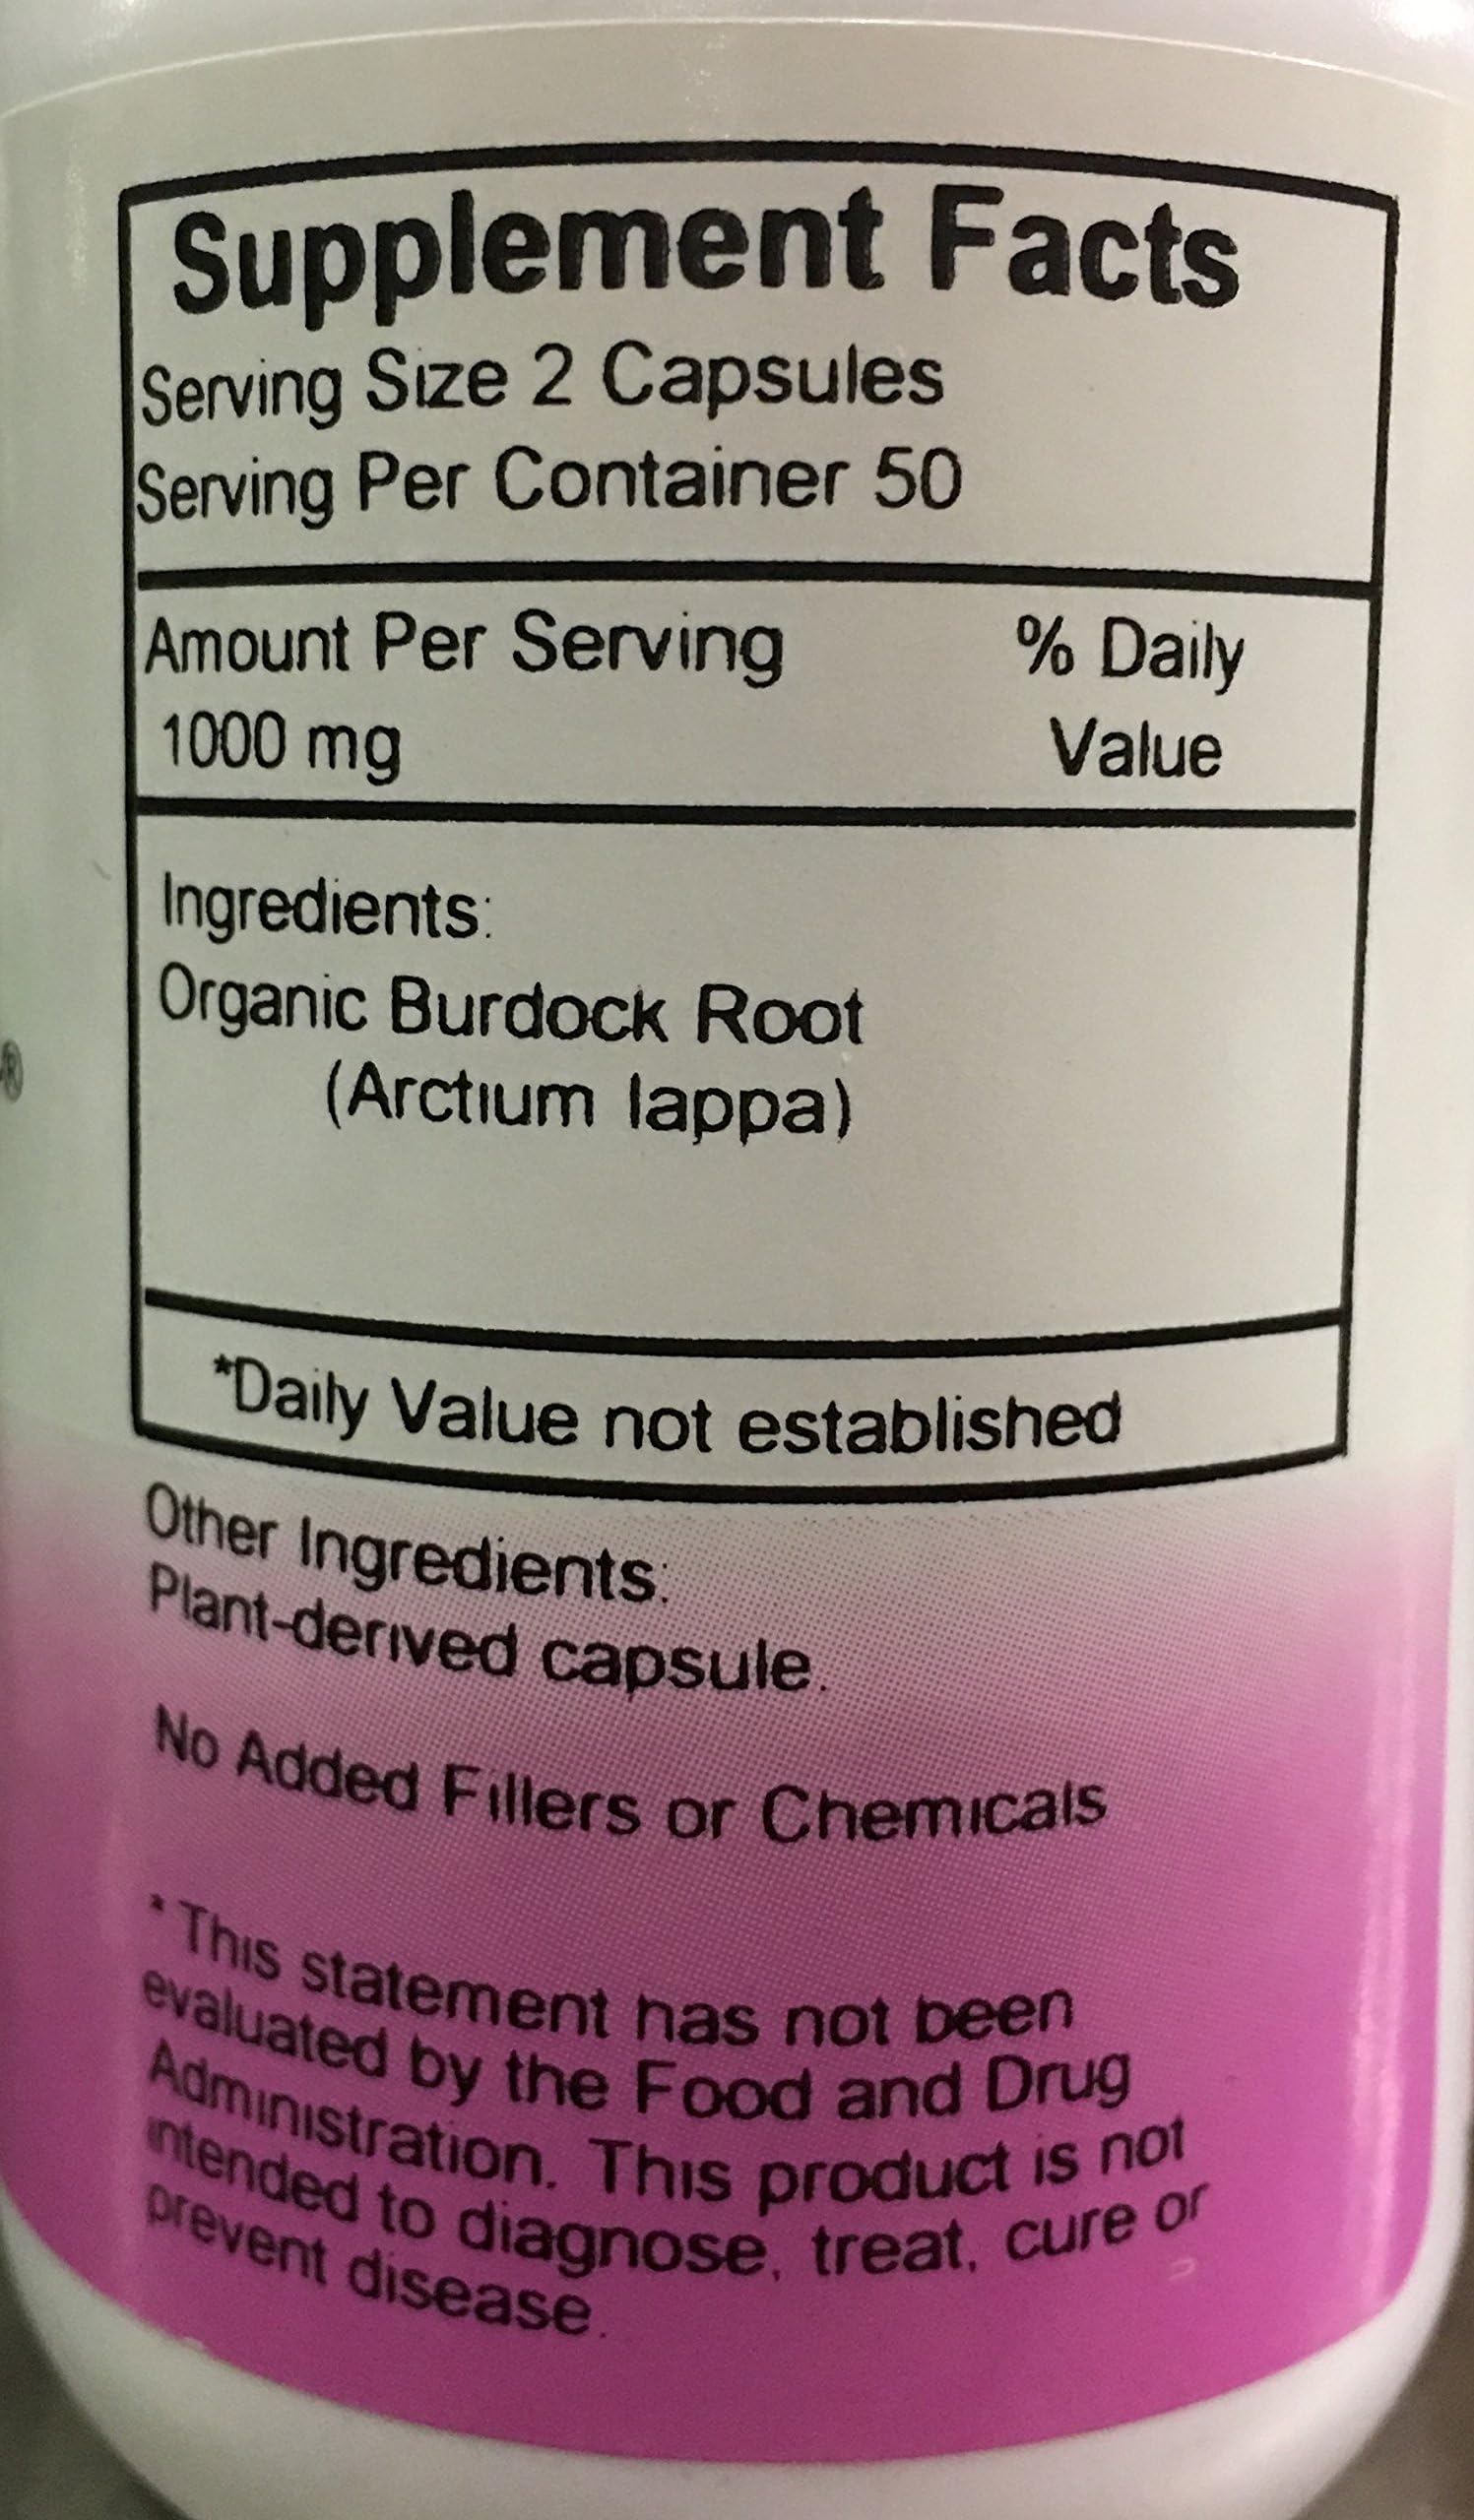 Supplement Facts
Serving Size 2 Capsules
Serving Per Container 50
Amount Per Serving % Daily
1000 mg Value
Ingredients:
Organic Burdock Root
(Arctium lappa)
*Daily Value not established
Other Ingredients:
Plant-derived capsule.
No Added Fillers or Chemicals
* This statement has not been
evaluated by the Food and Drug
Administration. This product is not
intended to diagnose, treat, cure or
prevent disease.
®